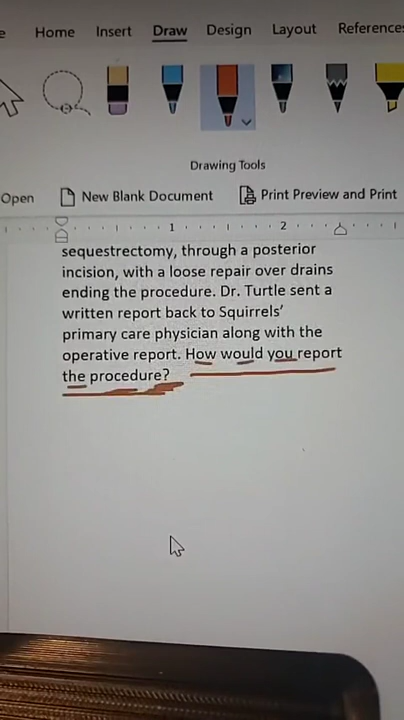 Home Insert Draw Design Layout References
Drawing Tools
Open New Blank Document Print Preview and Print
1 2
sequestrectomy, through a posterior
incision, with a loose repair over drains
ending the procedure. Dr. Turtle sent a
written report back to Squirrels’
primary care physician along with the
operative report. How would you report
the procedure?